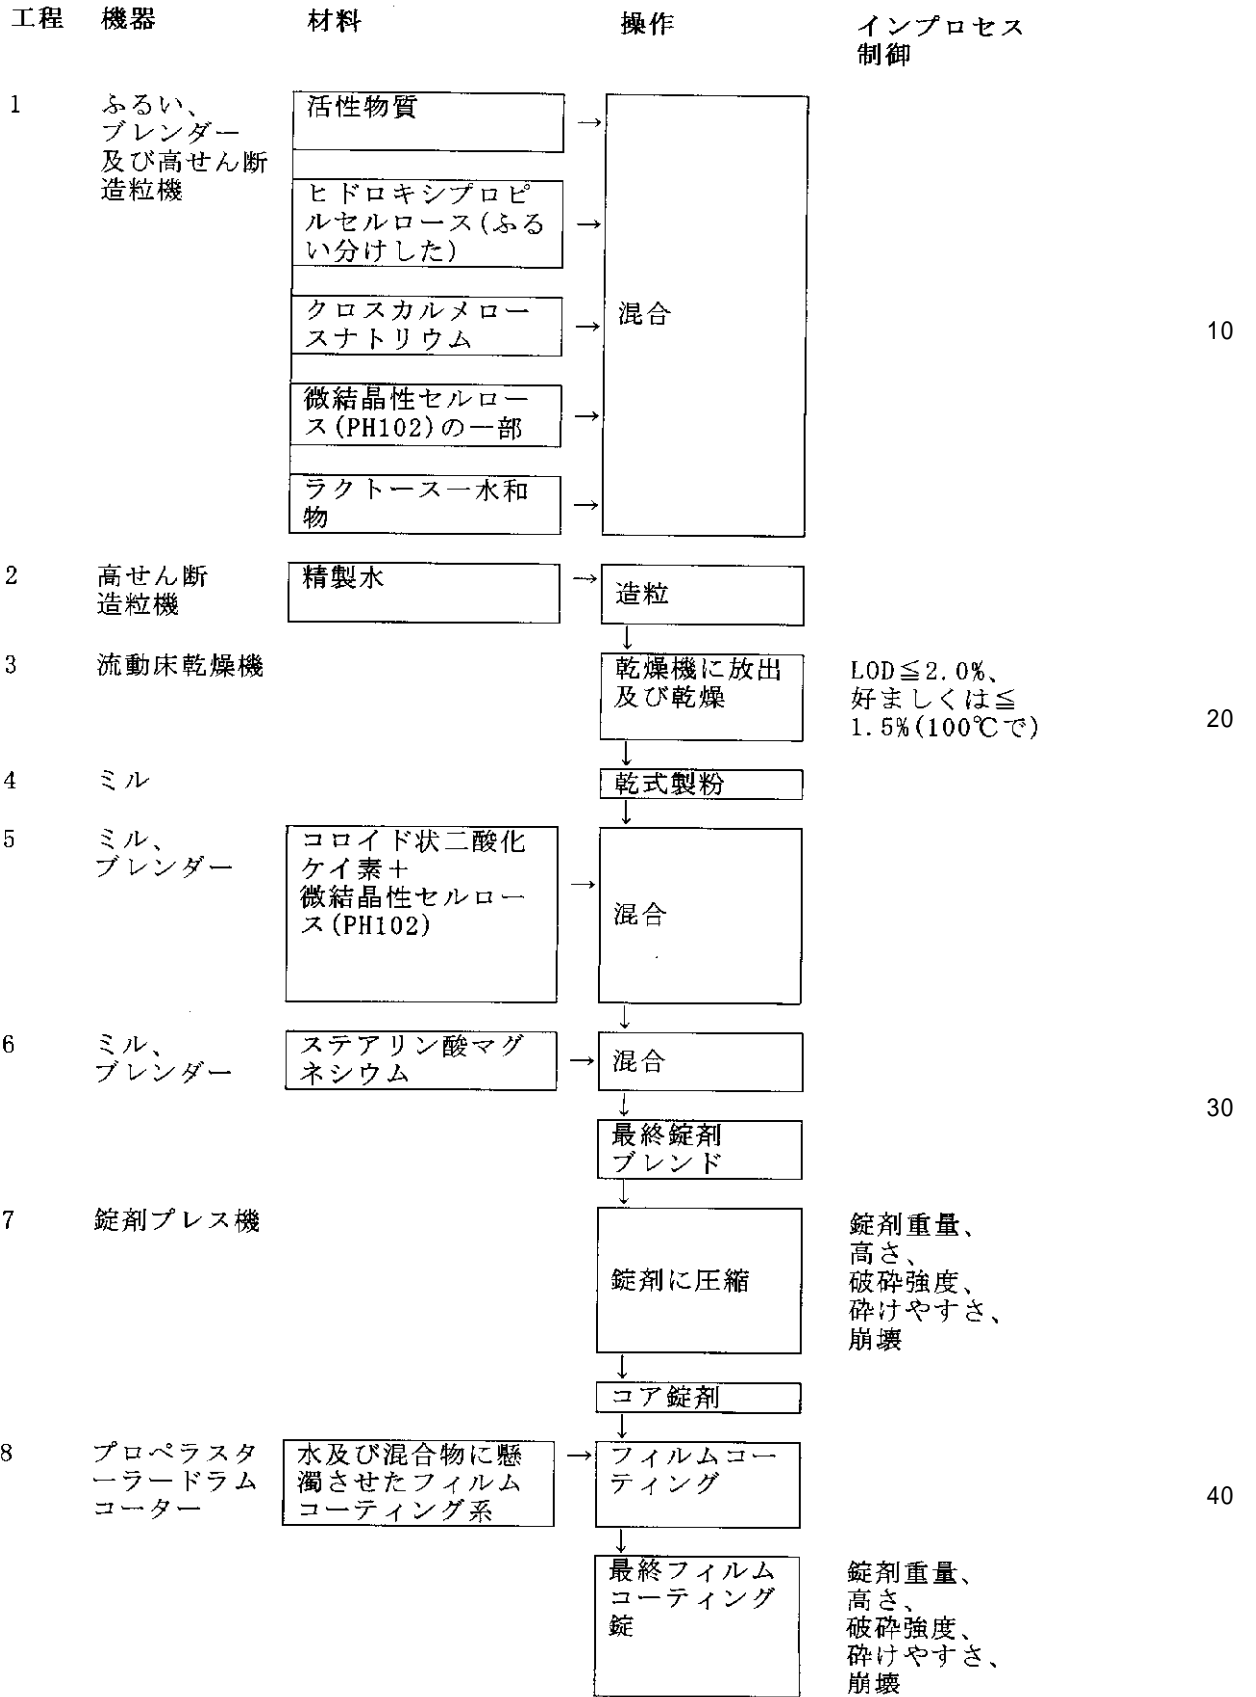 工程 機器 材料 操作 インプロセス
制御
1 ふるい、
ブレンダー
及び高せん断
造粒機
活性物質
→
ヒドロキシプロピ
ルセルロース(ふる
い分けした)
→
クロスカルメロー
スナトリウム
→
混合
10
微結晶性セルロー
ス(PH102)の一部
→
ラクトース一水和
物
→
2 高せん断
造粒機
精製水
→
造粒
↓
3 流動床乾燥機
乾燥機に放出
及び乾燥
LOD≦2.0%、
好ましくは≦
1.5%(100℃で)
20
↓
4 ミル
乾式製粉
↓
5 ミル、
ブレンダー
コロイド状二酸化
ケイ素+
微結晶性セルロー
ス(PH102)
→
混合
↓
6 ミル、
ブレンダー
ステアリン酸マグ
ネシウム
→
混合
↓
30
最終錠剤
ブレンド
↓
7 錠剤プレス機
錠剤に圧縮
錠剤重量、
高さ、
破砕強度、
砕けやすさ、
崩壊
↓
コア錠剤
↓
8 プロペラスタ
ーラードラム
コーター
水及び混合物に懸
濁させたフィルム
コーティング系
→
フィルムコー
ティング
40
↓
最終フィルム
コーティング
錠
錠剤重量、
高さ、
破砕強度、
砕けやすさ、
崩壊